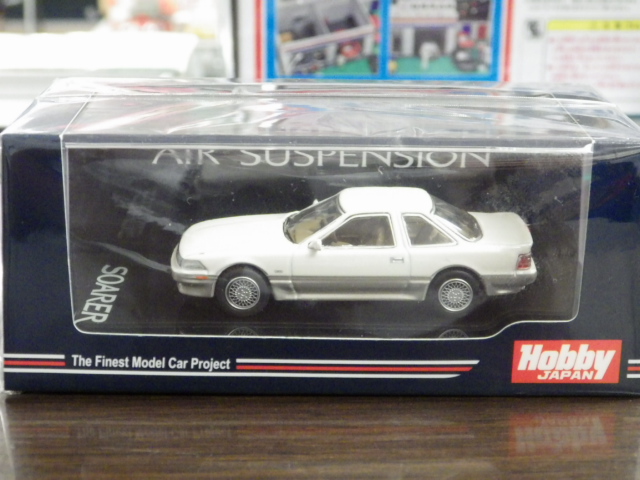 AIR SUSPENSION
SOARER
The Finest Model Car Project
Hobby
JAPAN